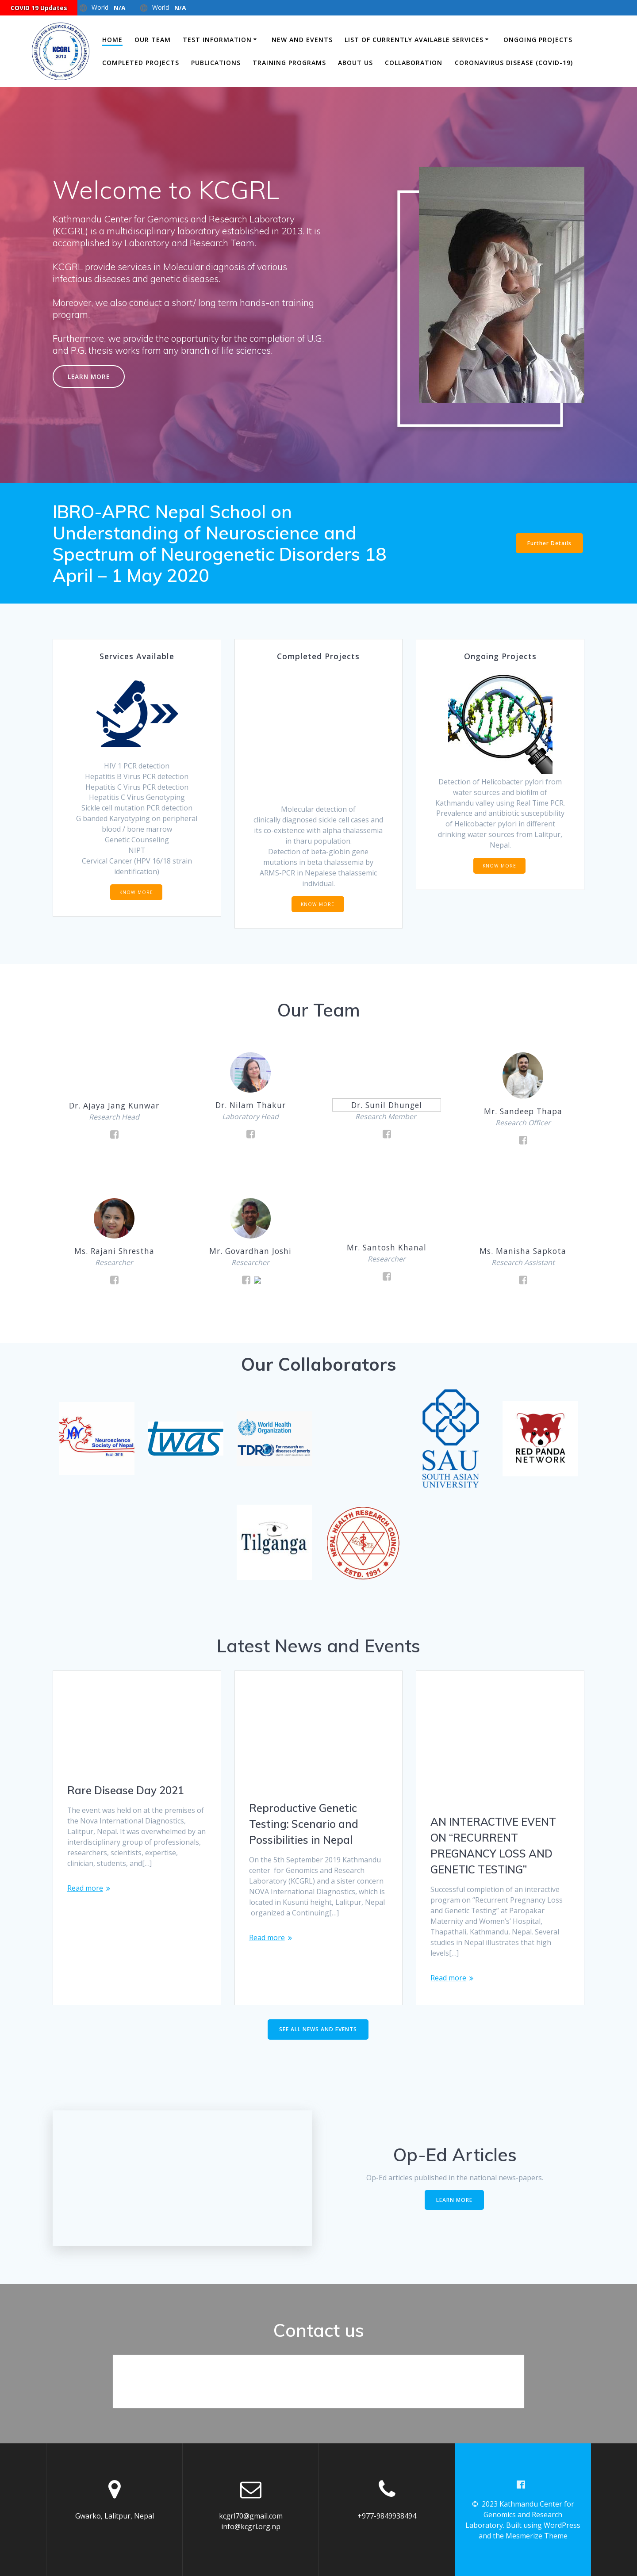 COVID 19 Updates
World N/A
World N/A
KCGRL
2013
HOME OUR TEAM TEST INFORMATION NEW AND EVENTS LIST OF CURRENTLY AVAILABLE SERVICES ONGOING PROJECTS
COMPLETED PROJECTS PUBLICATIONS TRAINING PROGRAMS ABOUT US COLLABORATION CORONAVIRUS DISEASE (COVID-19)
Welcome to KCGRL
Kathmandu Center for Genomics and Research Laboratory
(KCGRL) is a multidisciplinary laboratory established in 2013. It is
accomplished by Laboratory and Research Team.
KCGRL provide services in Molecular diagnosis of various
infectious diseases and genetic diseases.
Moreover, we also conduct a short/ long term hands-on training
program.
Furthermore, we provide the opportunity for the completion of U.G.
and P.G. thesis works from any branch of life sciences.
LEARN MORE
IBRO-APRC Nepal School on
Understanding of Neuroscience and
Spectrum of Neurogenetic Disorders 18
April – 1 May 2020
Further Details
Services Available
HIV 1 PCR detection
Hepatitis B Virus PCR detection
Hepatitis C Virus PCR detection
Hepatitis C Virus Genotyping
Sickle cell mutation PCR detection
G banded Karyotyping on peripheral
blood / bone marrow
Genetic Counseling
NIPT
Cervical Cancer (HPV 16/18 strain
identification)
KNOW MORE
Completed Projects
Molecular detection of
clinically diagnosed sickle cell cases and
its co-existence with alpha thalassemia
in tharu population.
Detection of beta-globin gene
mutations in beta thalassemia by
ARMS-PCR in Nepalese thalassemic
individual.
KNOW MORE
Ongoing Projects
Detection of Helicobacter pylori from
water sources and biofilm of
Kathmandu valley using Real Time PCR.
Prevalence and antibiotic susceptibility
of Helicobacter pylori in different
drinking water sources from Lalitpur,
Nepal.
KNOW MORE
Our Team
Dr. Ajaya Jang Kunwar
Research Head
Dr. Nilam Thakur
Laboratory Head
Dr. Sunil Dhungel
Research Member
Mr. Sandeep Thapa
Research Officer
Ms. Rajani Shrestha
Researcher
Mr. Govardhan Joshi
Researcher
Mr. Santosh Khanal
Researcher
Ms. Manisha Sapkota
Research Assistant
Our Collaborators
Neuroscience
Society of Nepal
twas
World Health
Organization
TDR For research on
diseases of poverty
SAU
SOUTH ASIAN
UNIVERSITY
RED PANDA
NETWORK
Tilganga
NEPAL HEALTH RESEARCH COUNCIL
ESTD. 1991
Latest News and Events
Rare Disease Day 2021
The event was held on at the premises of
the Nova International Diagnostics,
Lalitpur, Nepal. It was overwhelmed by an
interdisciplinary group of professionals,
researchers, scientists, expertise,
clinician, students, and[…]
Read more »
Reproductive Genetic
Testing: Scenario and
Possibilities in Nepal
On the 5th September 2019 Kathmandu
center for Genomics and Research
Laboratory (KCGRL) and a sister concern
NOVA International Diagnostics, which is
located in Kusunti height, Lalitpur, Nepal
organized a Continuing[…]
Read more »
AN INTERACTIVE EVENT
ON “RECURRENT
PREGNANCY LOSS AND
GENETIC TESTING”
Successful completion of an interactive
program on “Recurrent Pregnancy Loss
and Genetic Testing” at Paropakar
Maternity and Women’s’ Hospital,
Thapathali, Kathmandu, Nepal. Several
studies in Nepal illustrates that high
levels[…]
Read more »
SEE ALL NEWS AND EVENTS
Op-Ed Articles
Op-Ed articles published in the national news-papers.
LEARN MORE
Contact us
Gwarko, Lalitpur, Nepal
kcgrl70@gmail.com
info@kcgrl.org.np
+977-9849938494
© 2023 Kathmandu Center for
Genomics and Research
Laboratory. Built using WordPress
and the Mesmerize Theme